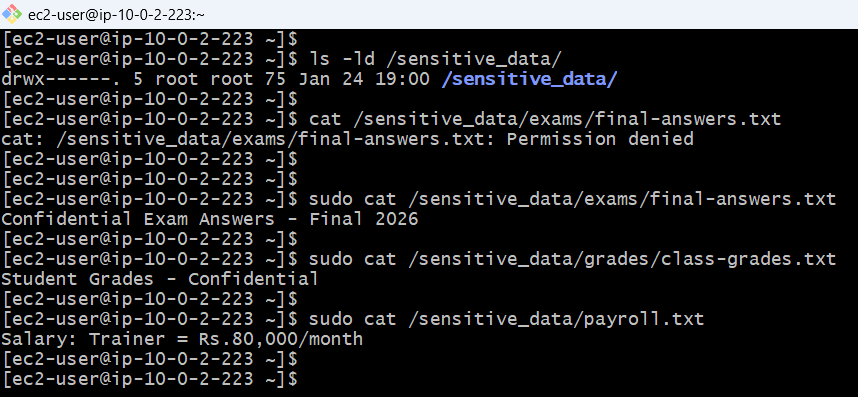 ec2-user@ip-10-0-2-223:~
[ec2-user@ip-10-0-2-223 ~]$
[ec2-user@ip-10-0-2-223 ~]$ ls -ld /sensitive_data/
drwx------. 5 root root 75 Jan 24 19:00 /sensitive_data/
[ec2-user@ip-10-0-2-223 ~]$
[ec2-user@ip-10-0-2-223 ~]$ cat /sensitive_data/exams/final-answers.txt
cat: /sensitive_data/exams/final-answers.txt: Permission denied
[ec2-user@ip-10-0-2-223 ~]$
[ec2-user@ip-10-0-2-223 ~]$
[ec2-user@ip-10-0-2-223 ~]$ sudo cat /sensitive_data/exams/final-answers.txt
Confidential Exam Answers - Final 2026
[ec2-user@ip-10-0-2-223 ~]$
[ec2-user@ip-10-0-2-223 ~]$ sudo cat /sensitive_data/grades/class-grades.txt
Student Grades - Confidential
[ec2-user@ip-10-0-2-223 ~]$
[ec2-user@ip-10-0-2-223 ~]$ sudo cat /sensitive_data/payroll.txt
Salary: Trainer = Rs.80,000/month
[ec2-user@ip-10-0-2-223 ~]$
[ec2-user@ip-10-0-2-223 ~]$